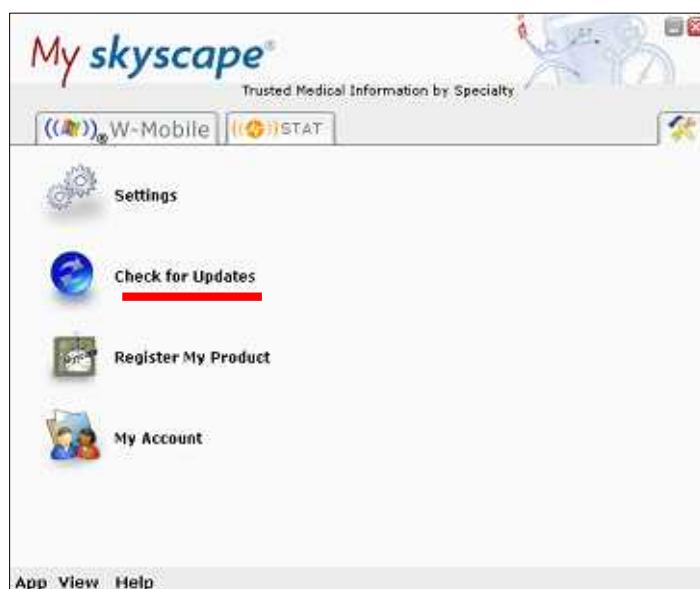 My skyscape®
Trusted Medical Information by Specialty
((  ))® W-Mobile ((  )) STAT
Settings
Check for Updates
Register My Product
My Account
App View Help